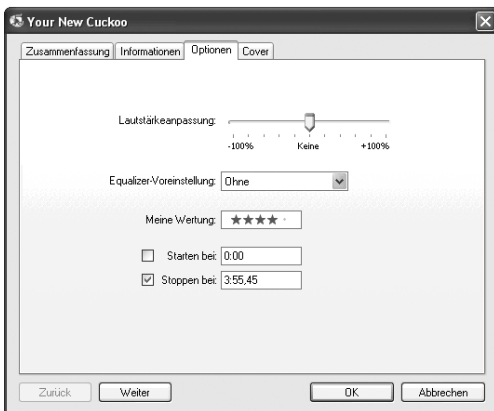 Your New Cuckoo
Zusammenfassung Informationen Optionen Cover
Lautstärkeanpassung:
-100% Keine +100%
Equalizer-Voreinstellung: Ohne
Meine Wertung: ★★★★ ·
Starten bei: 0:00
Stoppen bei: 3:55,45
Zurück Weiter OK Abbrechen